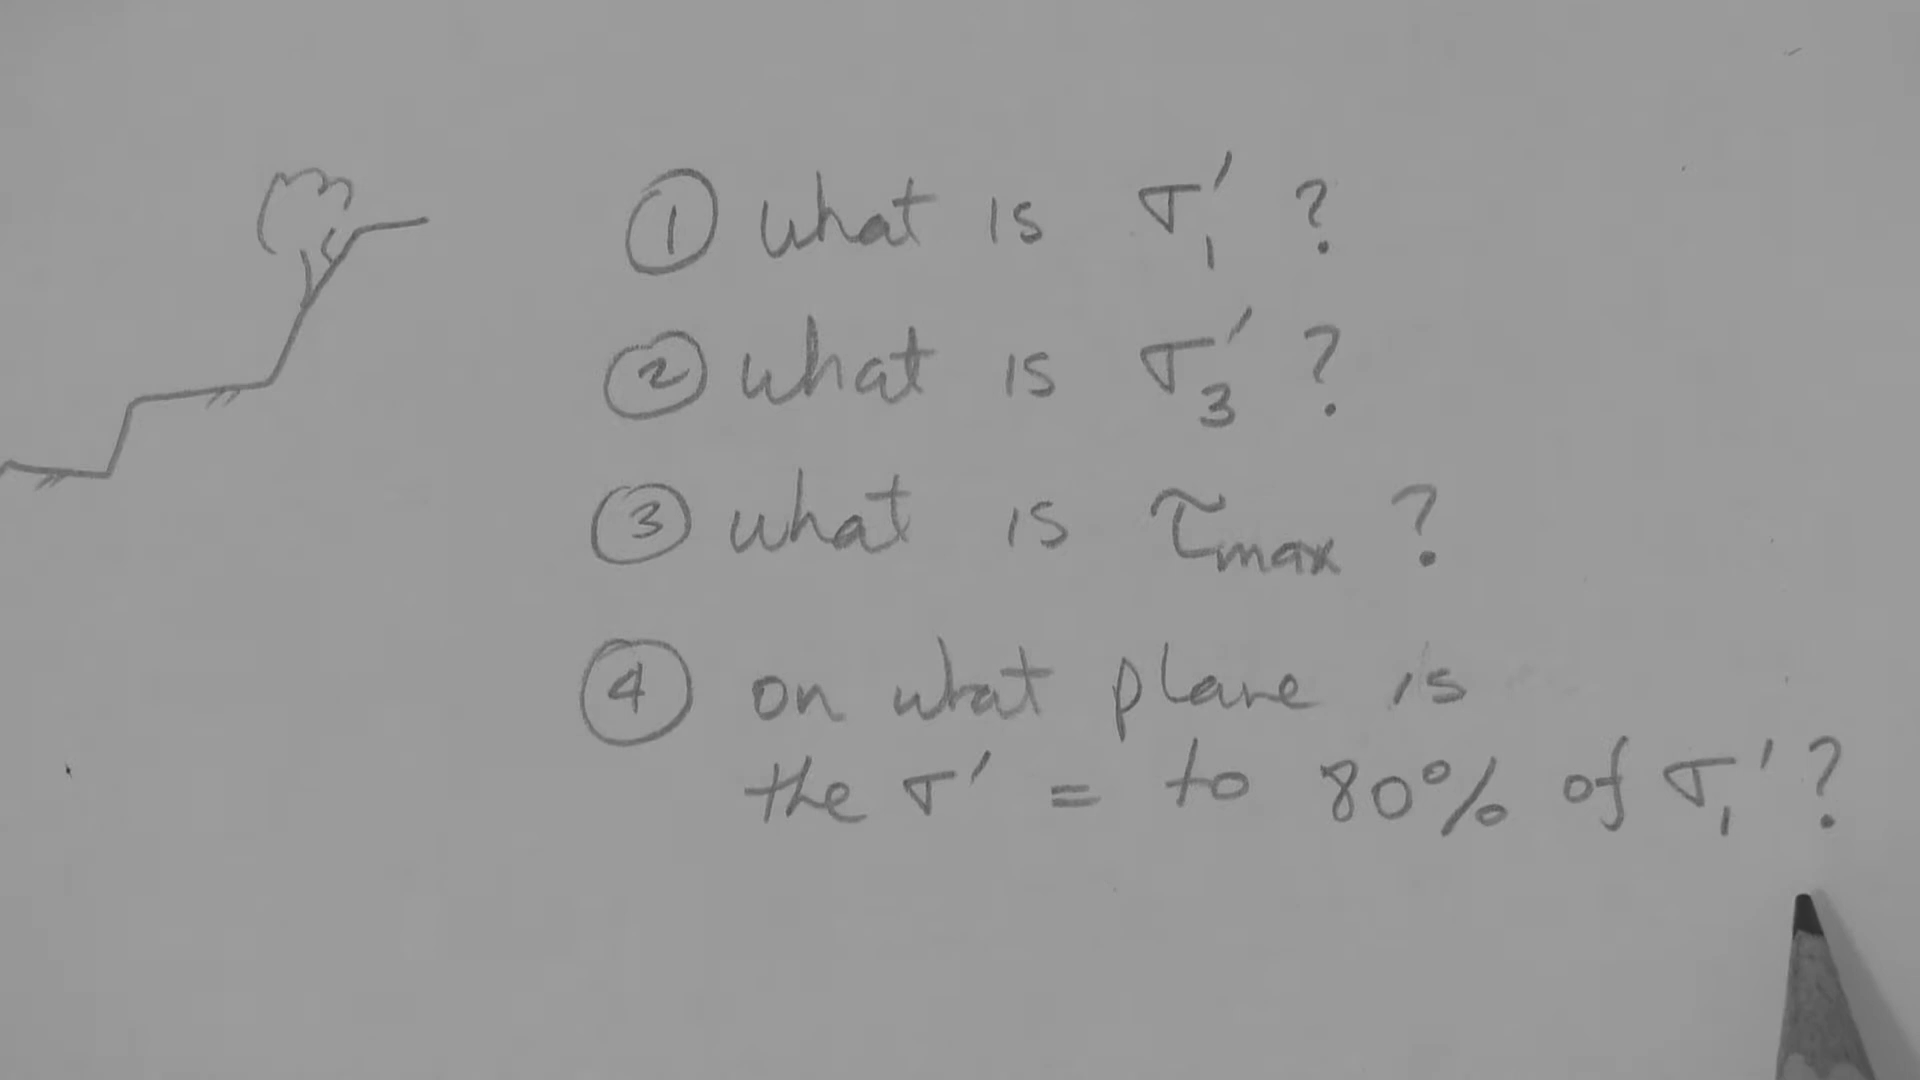 ① what is σ₁' ?
② what is σ₃' ?
③ what is τmax ?
④ on what plane is
the σ' = to 80% of σ₁' ?